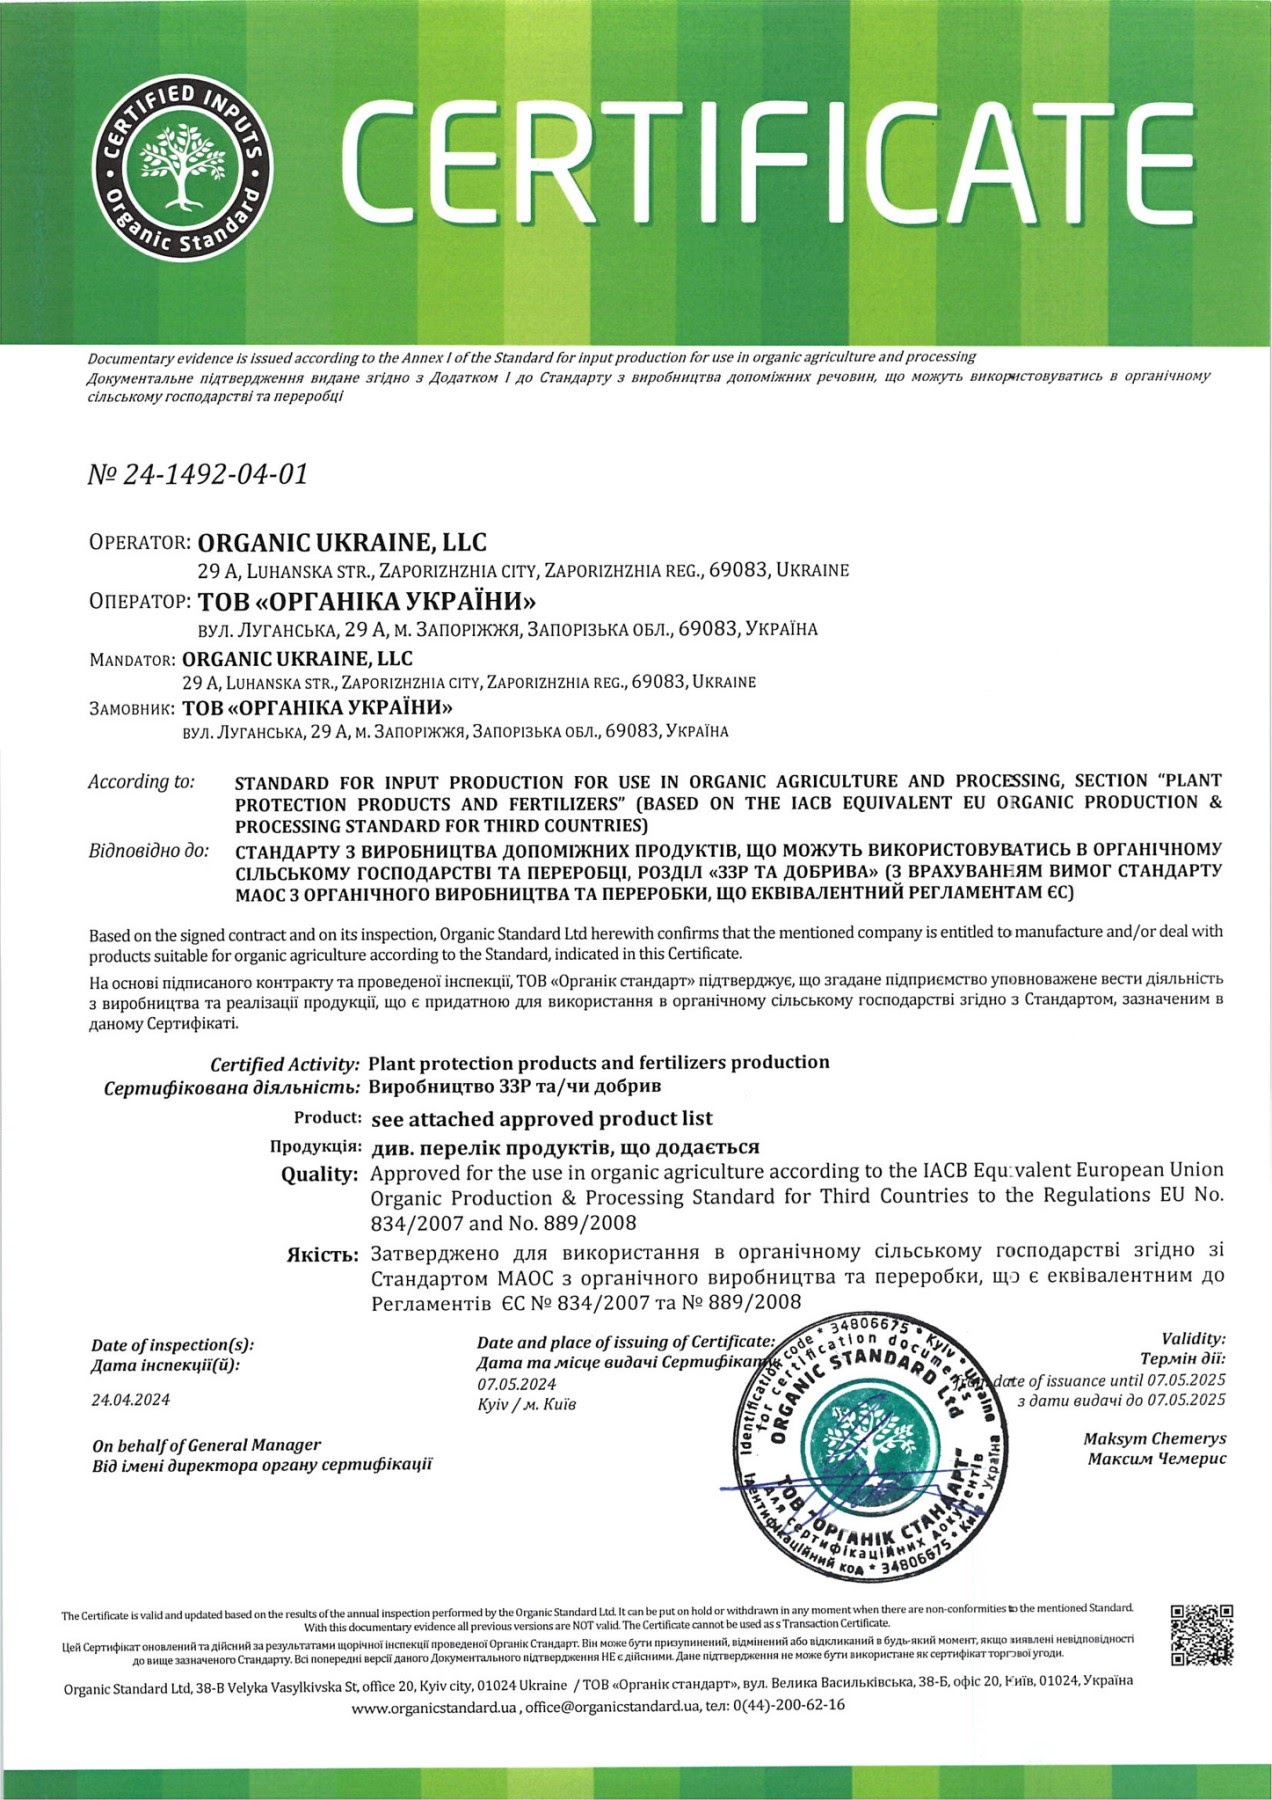 CERTIFIED INPUTS
Organic Standard
CERTIFICATE
Documentary evidence is issued according to the Annex I of the Standard for input production for use in organic agriculture and processing
Документальне підтвердження видане згідно з Додатком I до Стандарту з виробництва допоміжних речовин, що можуть використовуватись в органічному
сільському господарстві та переробці
№ 24-1492-04-01
OPERATOR: ORGANIC UKRAINE, LLC
29 A, LUHANSKA STR., ZAPORIZHZHIA CITY, ZAPORIZHZHIA REG., 69083, UKRAINE
ОПЕРАТОР: ТОВ «ОРГАНІКА УКРАЇНИ»
ВУЛ. ЛУГАНСЬКА, 29 А, М. ЗАПОРІЖЖЯ, ЗАПОРІЗЬКА ОБЛ., 69083, УКРАЇНА
MANDATOR: ORGANIC UKRAINE, LLC
29 A, LUHANSKA STR., ZAPORIZHZHIA CITY, ZAPORIZHZHIA REG., 69083, UKRAINE
ЗАМОВНИК: ТОВ «ОРГАНІКА УКРАЇНИ»
ВУЛ. ЛУГАНСЬКА, 29 А, М. ЗАПОРІЖЖЯ, ЗАПОРІЗЬКА ОБЛ., 69083, УКРАЇНА
According to: STANDARD FOR INPUT PRODUCTION FOR USE IN ORGANIC AGRICULTURE AND PROCESSING, SECTION “PLANT
PROTECTION PRODUCTS AND FERTILIZERS” (BASED ON THE IACB EQUIVALENT EU ORGANIC PRODUCTION &
PROCESSING STANDARD FOR THIRD COUNTRIES)
Відповідно до: СТАНДАРТУ З ВИРОБНИЦТВА ДОПОМІЖНИХ ПРОДУКТІВ, ЩО МОЖУТЬ ВИКОРИСТОВУВАТИСЬ В ОРГАНІЧНОМУ
СІЛЬСЬКОМУ ГОСПОДАРСТВІ ТА ПЕРЕРОБЦІ, РОЗДІЛ «ЗЗР ТА ДОБРИВА» (З ВРАХУВАННЯМ ВИМОГ СТАНДАРТУ
МАОС З ОРГАНІЧНОГО ВИРОБНИЦТВА ТА ПЕРЕРОБКИ, ЩО ЕКВІВАЛЕНТНИЙ РЕГЛАМЕНТАМ ЄС)
Based on the signed contract and on its inspection, Organic Standard Ltd herewith confirms that the mentioned company is entitled to manufacture and/or deal with
products suitable for organic agriculture according to the Standard, indicated in this Certificate.
На основі підписаного контракту та проведеної інспекції, ТОВ «Органік стандарт» підтверджує, що згадане підприємство уповноважене вести діяльність
з виробництва та реалізації продукції, що є придатною для використання в органічному сільському господарстві згідно з Стандартом, зазначеним в
даному Сертифікаті.
Certified Activity: Plant protection products and fertilizers production
Сертифікована діяльність: Виробництво ЗЗР та/чи добрив
Product: see attached approved product list
Продукція: див. перелік продуктів, що додається
Quality: Approved for the use in organic agriculture according to the IACB Equivalent European Union
Organic Production & Processing Standard for Third Countries to the Regulations EU No.
834/2007 and No. 889/2008
Якість: Затверджено для використання в органічному сільському господарстві згідно зі
Стандартом МАОС з органічного виробництва та переробки, що є еквівалентним до
Регламентів ЄС № 834/2007 та № 889/2008
Date of inspection(s):
Дата інспекції(й):
24.04.2024
Date and place of issuing of Certificate:
Дата та місце видачі Сертифікату:
07.05.2024
Kyiv / м. Київ
Validity:
Термін дії:
from date of issuance until 07.05.2025
з дати видачі до 07.05.2025
On behalf of General Manager
Від імені директора органу сертифікації
Maksym Chemerys
Максим Чемерис
Identification code * 34806675 * Kyiv * Ukraine
for certification documents
ORGANIC STANDARD Ltd
ТОВ "ОРГАНІК СТАНДАРТ"
для сертифікаційних документів
Ідентифікаційний код * 34806675 * Київ * Україна
The Certificate is valid and updated based on the results of the annual inspection performed by the Organic Standard Ltd. It can be put on hold or withdrawn in any moment when there are non-conformities to the mentioned Standard.
With this documentary evidence all previous versions are NOT valid. The Certificate cannot be used as s Transaction Certificate.
Цей Сертифікат оновлений та дійсний за результатами щорічної інспекції проведеної Органік Стандарт. Він може бути призупинений, відмінений або відкликаний в будь-який момент, якщо виявлені невідповідності
до вище зазначеного Стандарту. Всі попередні версії даного Документального підтвердження НЕ є дійсними. Дане підтвердження не може бути використане як сертифікат торгової угоди.
Organic Standard Ltd, 38-B Velyka Vasylkivska St, office 20, Kyiv city, 01024 Ukraine / ТОВ «Органік стандарт», вул. Велика Васильківська, 38-Б, офіс 20, Київ, 01024, Україна
www.organicstandard.ua , office@organicstandard.ua, тел: 0(44)-200-62-16